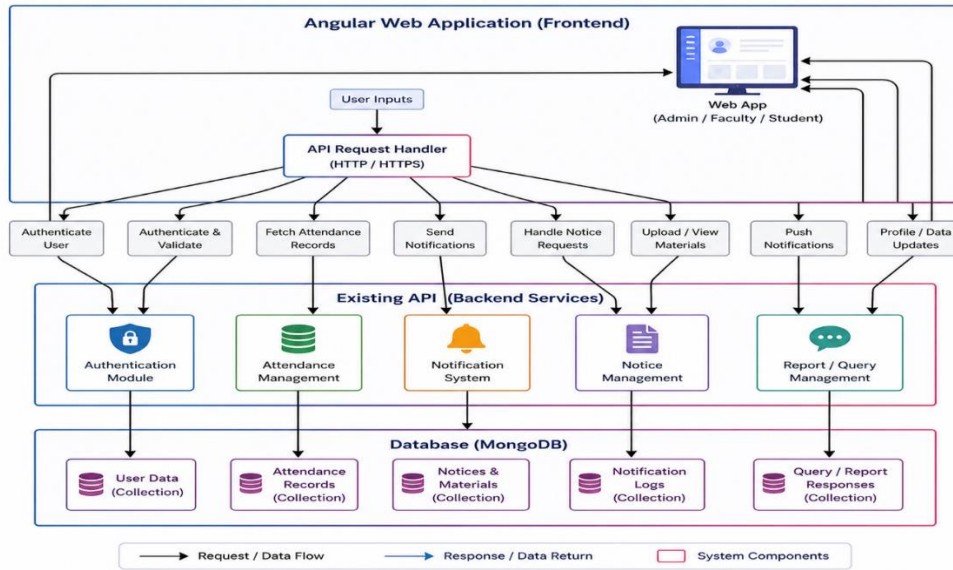 Angular Web Application (Frontend)
Web App
(Admin / Faculty / Student)
User Inputs
API Request Handler
(HTTP / HTTPS)
Authenticate
User
Authenticate &
Validate
Fetch Attendance
Records
Send
Notifications
Handle Notice
Requests
Upload / View
Materials
Push
Notifications
Profile / Data
Updates
Existing API (Backend Services)
Authentication
Module
Attendance
Management
Notification
System
Notice
Management
Report / Query
Management
Database (MongoDB)
User Data
(Collection)
Attendance
Records
(Collection)
Notices &
Materials
(Collection)
Notification
Logs
(Collection)
Query / Report
Responses
(Collection)
Request / Data Flow
Response / Data Return
System Components